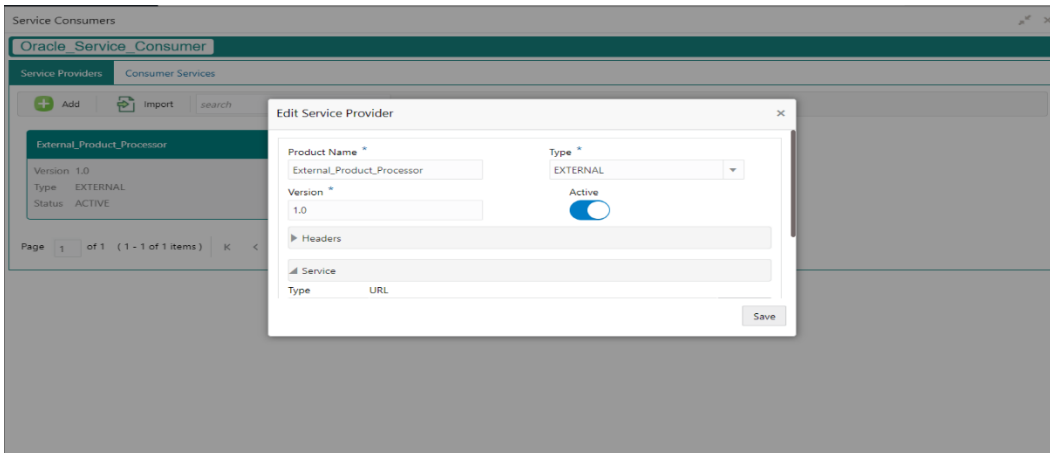 Service Consumers
Oracle_Service_Consumer
Service Providers Consumer Services
Add Import search
External_Product_Processor
Version 1.0
Type EXTERNAL
Status ACTIVE
Page 1 of 1 (1 - 1 of 1 items)
Edit Service Provider
Product Name * Type *
External_Product_Processor EXTERNAL
Version * Active
1.0
Headers
Service
Type URL
Save